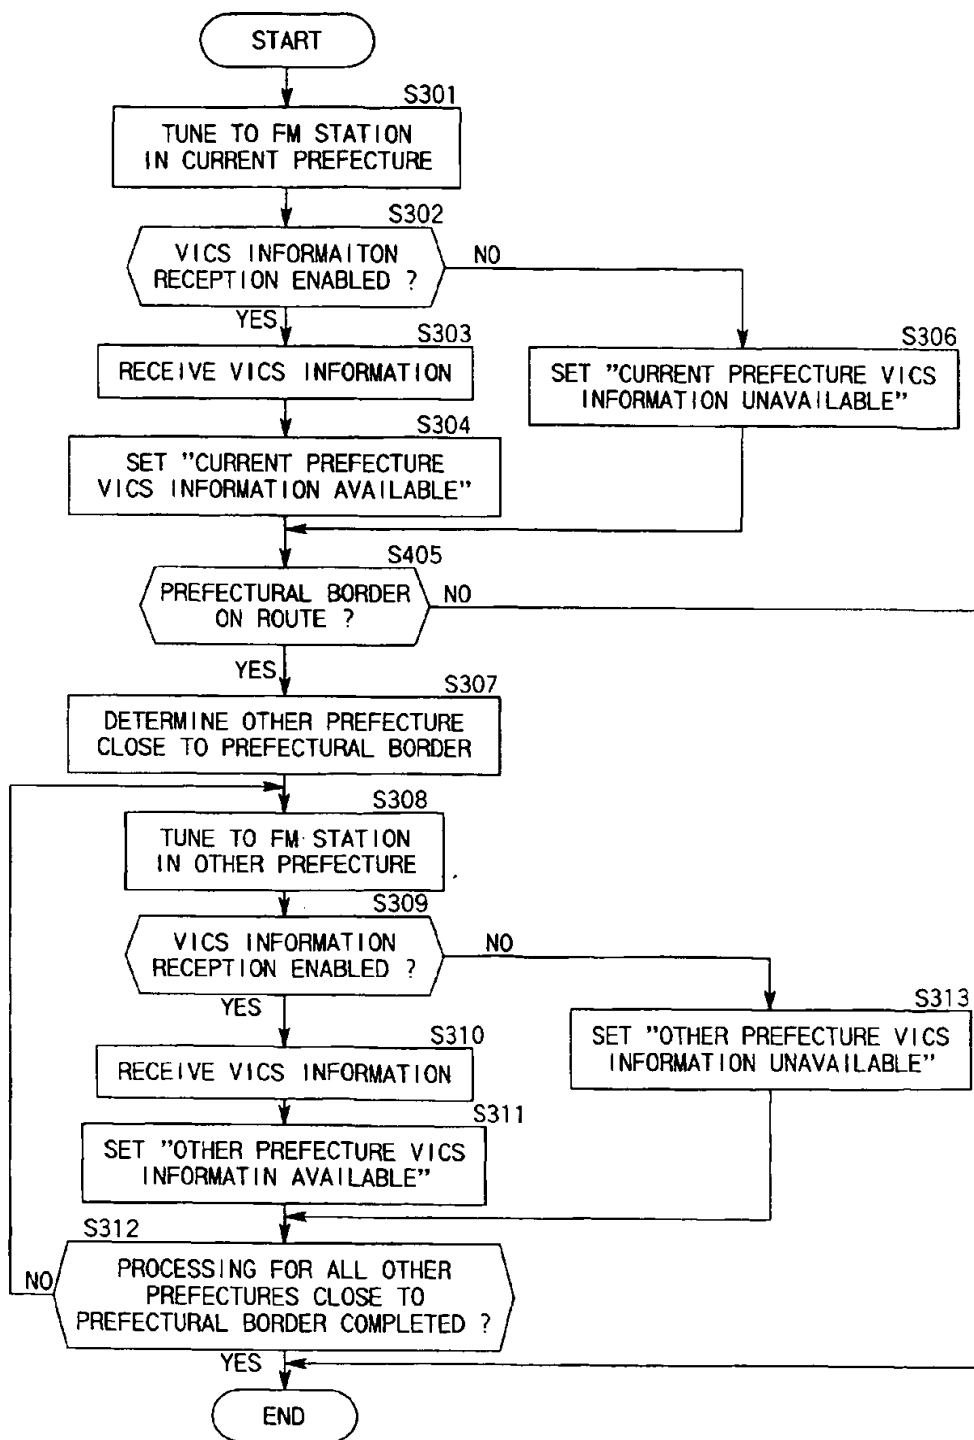 START
S301
TUNE TO FM STATION
IN CURRENT PREFECTURE
S302
VICS INFORMAITON
RECEPTION ENABLED ?
NO
YES
S303
RECEIVE VICS INFORMATION
S306
SET "CURRENT PREFECTURE VICS
INFORMATION UNAVAILABLE"
S304
SET "CURRENT PREFECTURE
VICS INFORMATION AVAILABLE"
S405
PREFECTURAL BORDER
ON ROUTE ?
NO
YES
S307
DETERMINE OTHER PREFECTURE
CLOSE TO PREFECTURAL BORDER
S308
TUNE TO FM STATION
IN OTHER PREFECTURE
S309
VICS INFORMATION
RECEPTION ENABLED ?
NO
YES
S310
RECEIVE VICS INFORMATION
S313
SET "OTHER PREFECTURE VICS
INFORMATION UNAVAILABLE"
S311
SET "OTHER PREFECTURE VICS
INFORMATIN AVAILABLE"
S312
PROCESSING FOR ALL OTHER
PREFECTURES CLOSE TO
PREFECTURAL BORDER COMPLETED ?
NO
YES
END